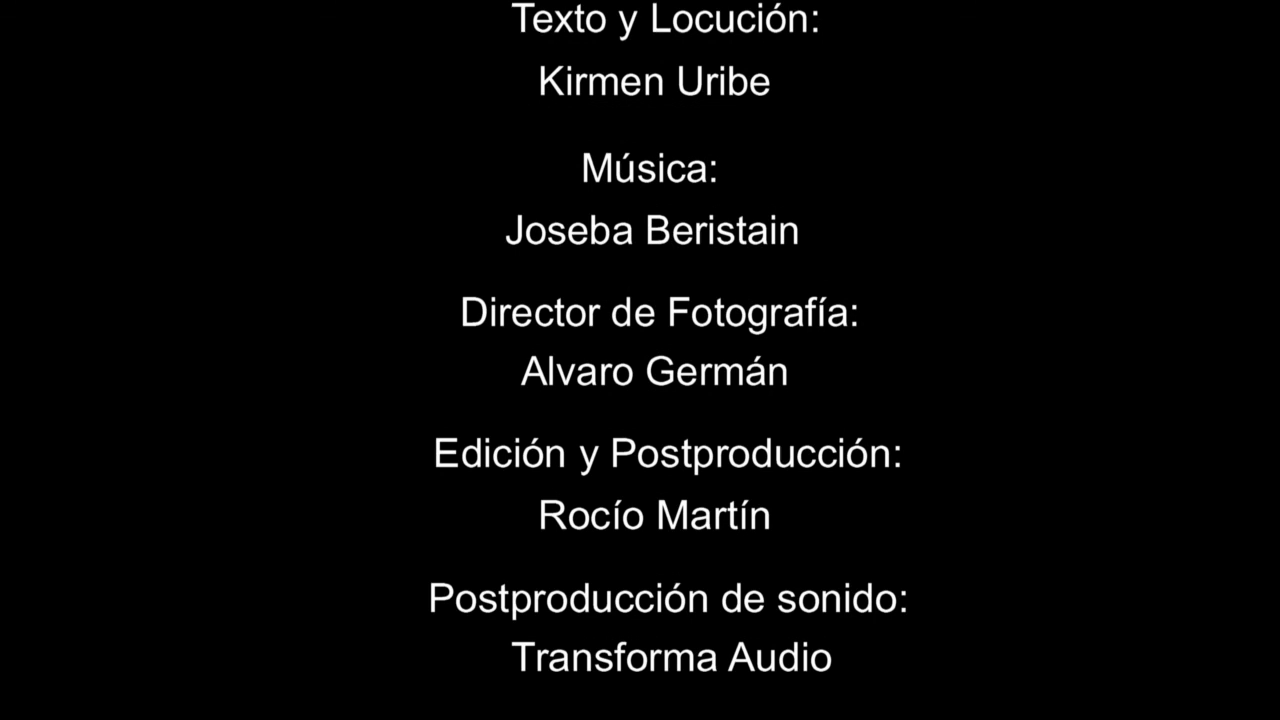 Texto y Locución:
Kirmen Uribe
Música:
Joseba Beristain
Director de Fotografía:
Alvaro Germán
Edición y Postproducción:
Rocío Martín
Postproducción de sonido:
Transforma Audio